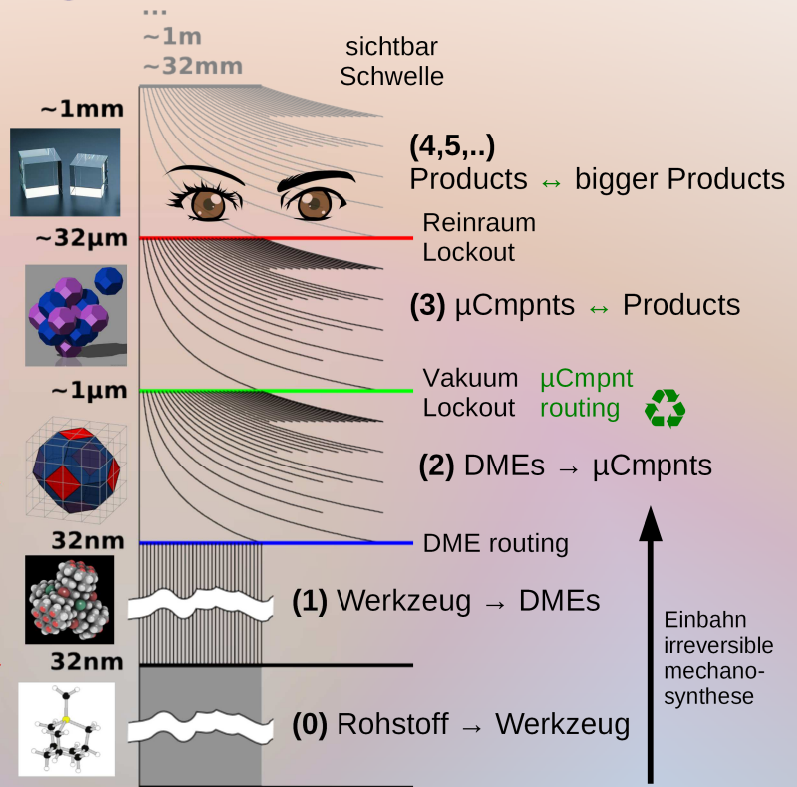 ...
~1m
~32mm
sichtbar
Schwelle
~1mm
(4,5,..)
Products ↔ bigger Products
Reinraum
Lockout
~32µm
(3) µCmpnts ↔ Products
~1µm
Vakuum
Lockout
µCmpnt
routing
(2) DMEs → µCmpnts
32nm
DME routing
(1) Werkzeug → DMEs
Einbahn
irreversible
mechano-
synthese
32nm
(0) Rohstoff → Werkzeug